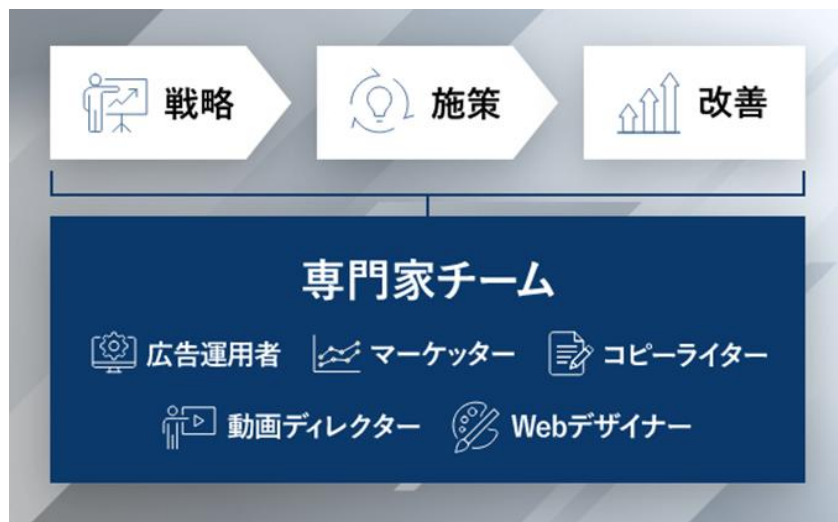 戦略
施策
改善
専門家チーム
広告運用者
マーケッター
コピーライター
動画ディレクター
Webデザイナー